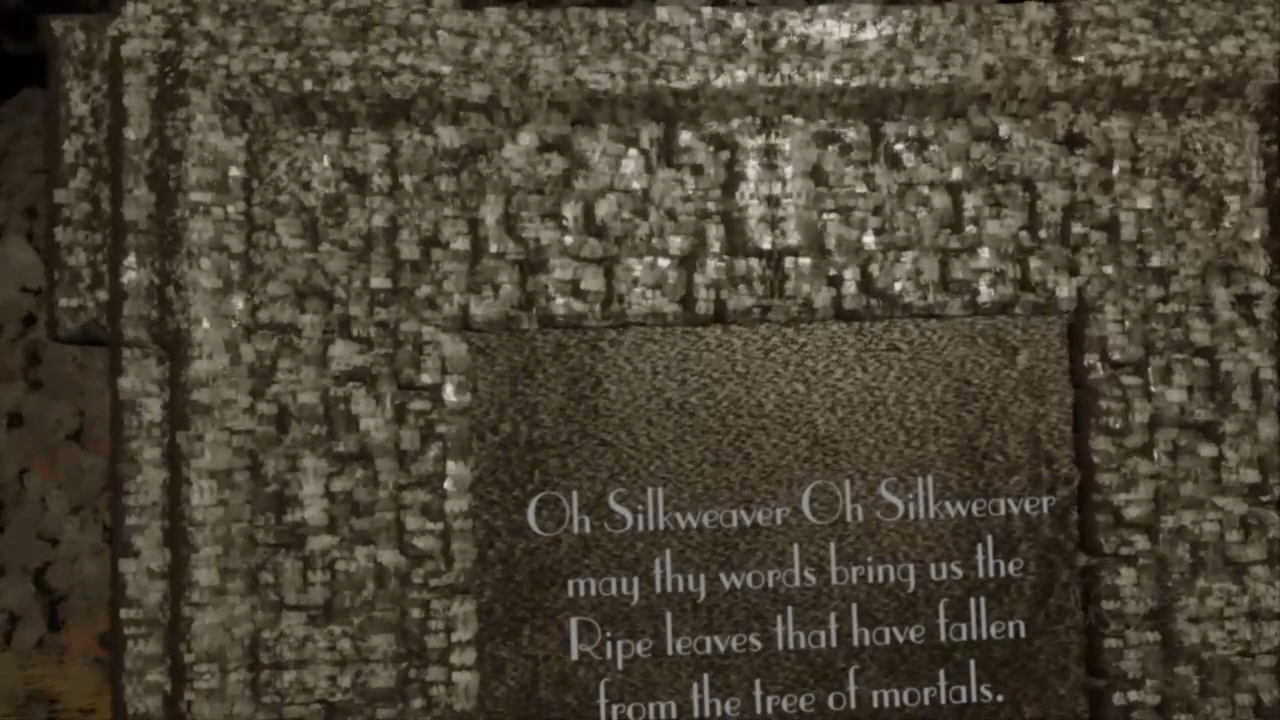 Oh Silkweaver Oh Silkweaver
may thy words bring us the
Ripe leaves that have fallen
from the tree of mortals.